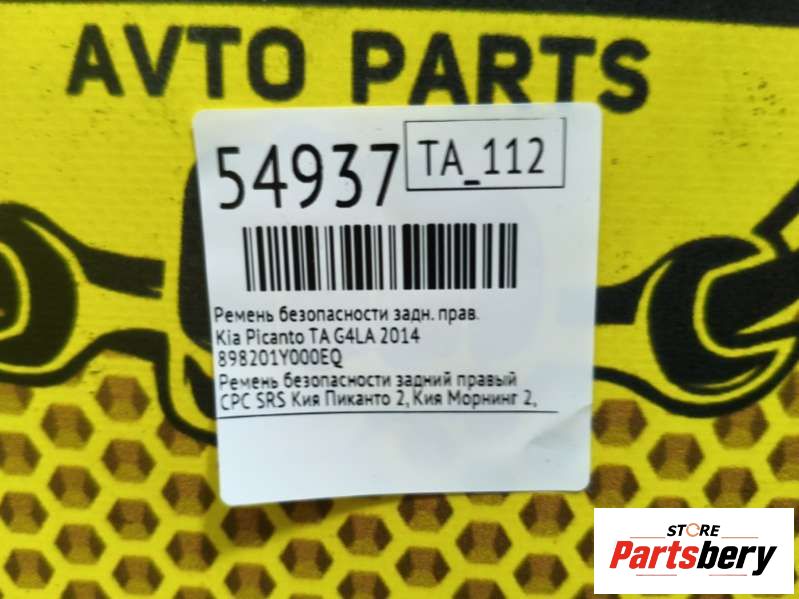 AVTO PARTS
54937
TA_112
Ремень безопасности задн. прав.
Kia Picanto TA G4LA 2014
898201Y000EQ
Ремень безопасности задний правый
СРС SRS Кия Пиканто 2, Кия Морнинг 2,
STORE
Partsbery